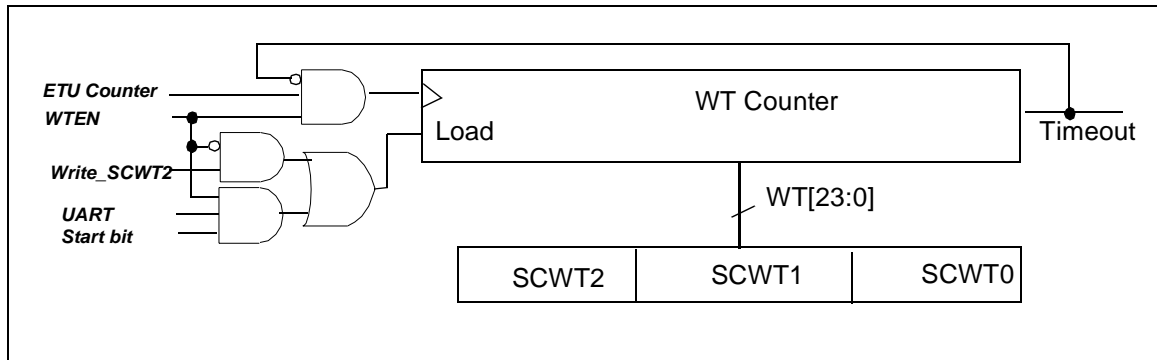 ETU Counter
WTEN
Write_SCWT2
UART
Start bit
WT Counter
Load
Timeout
WT[23:0]
SCWT2 SCWT1 SCWT0